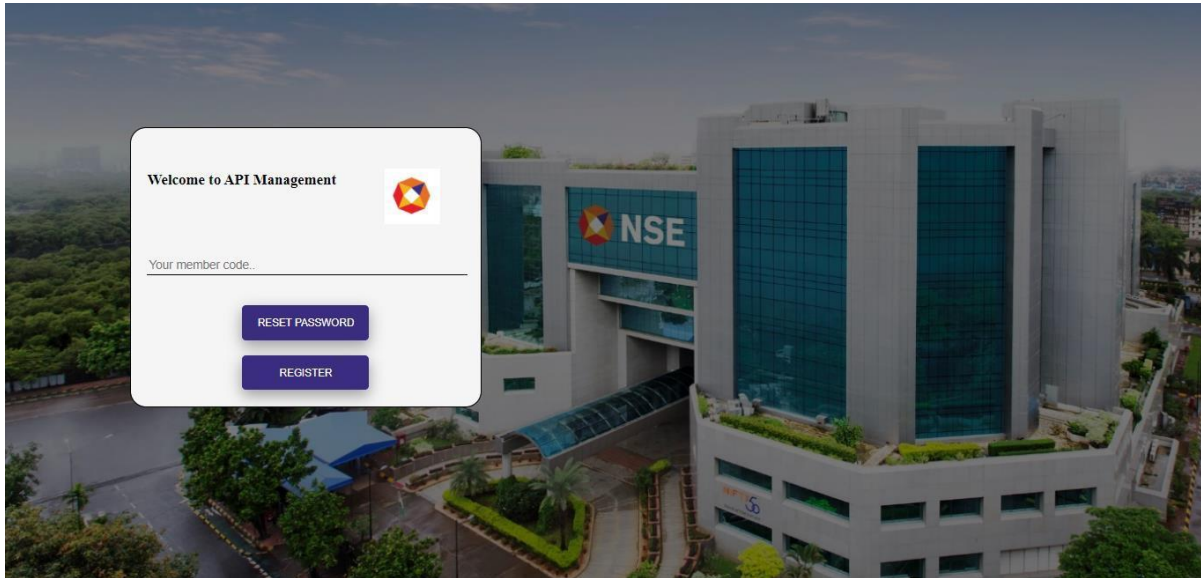 Welcome to API Management
Your member code..
RESET PASSWORD
REGISTER
NSE